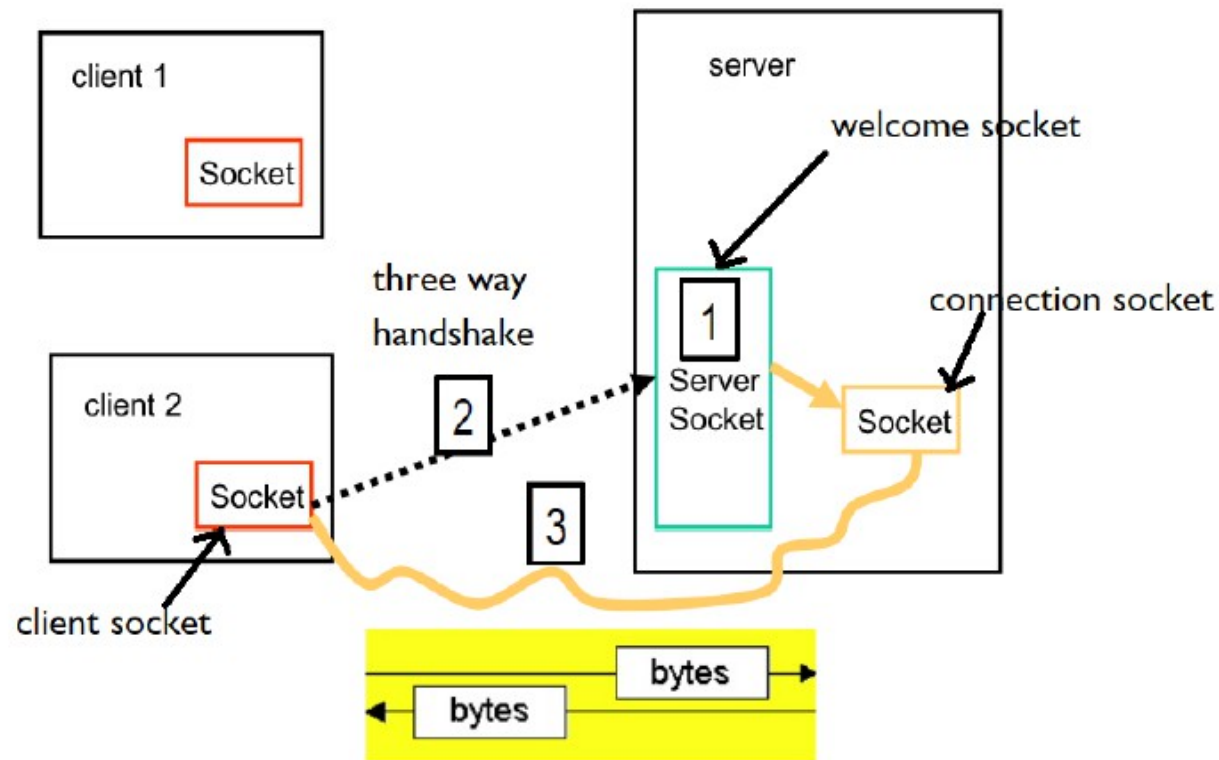 client 1
Socket
server
welcome socket
three way
handshake
1
Server
Socket
connection socket
Socket
client 2
2
Socket
3
client socket
bytes
bytes